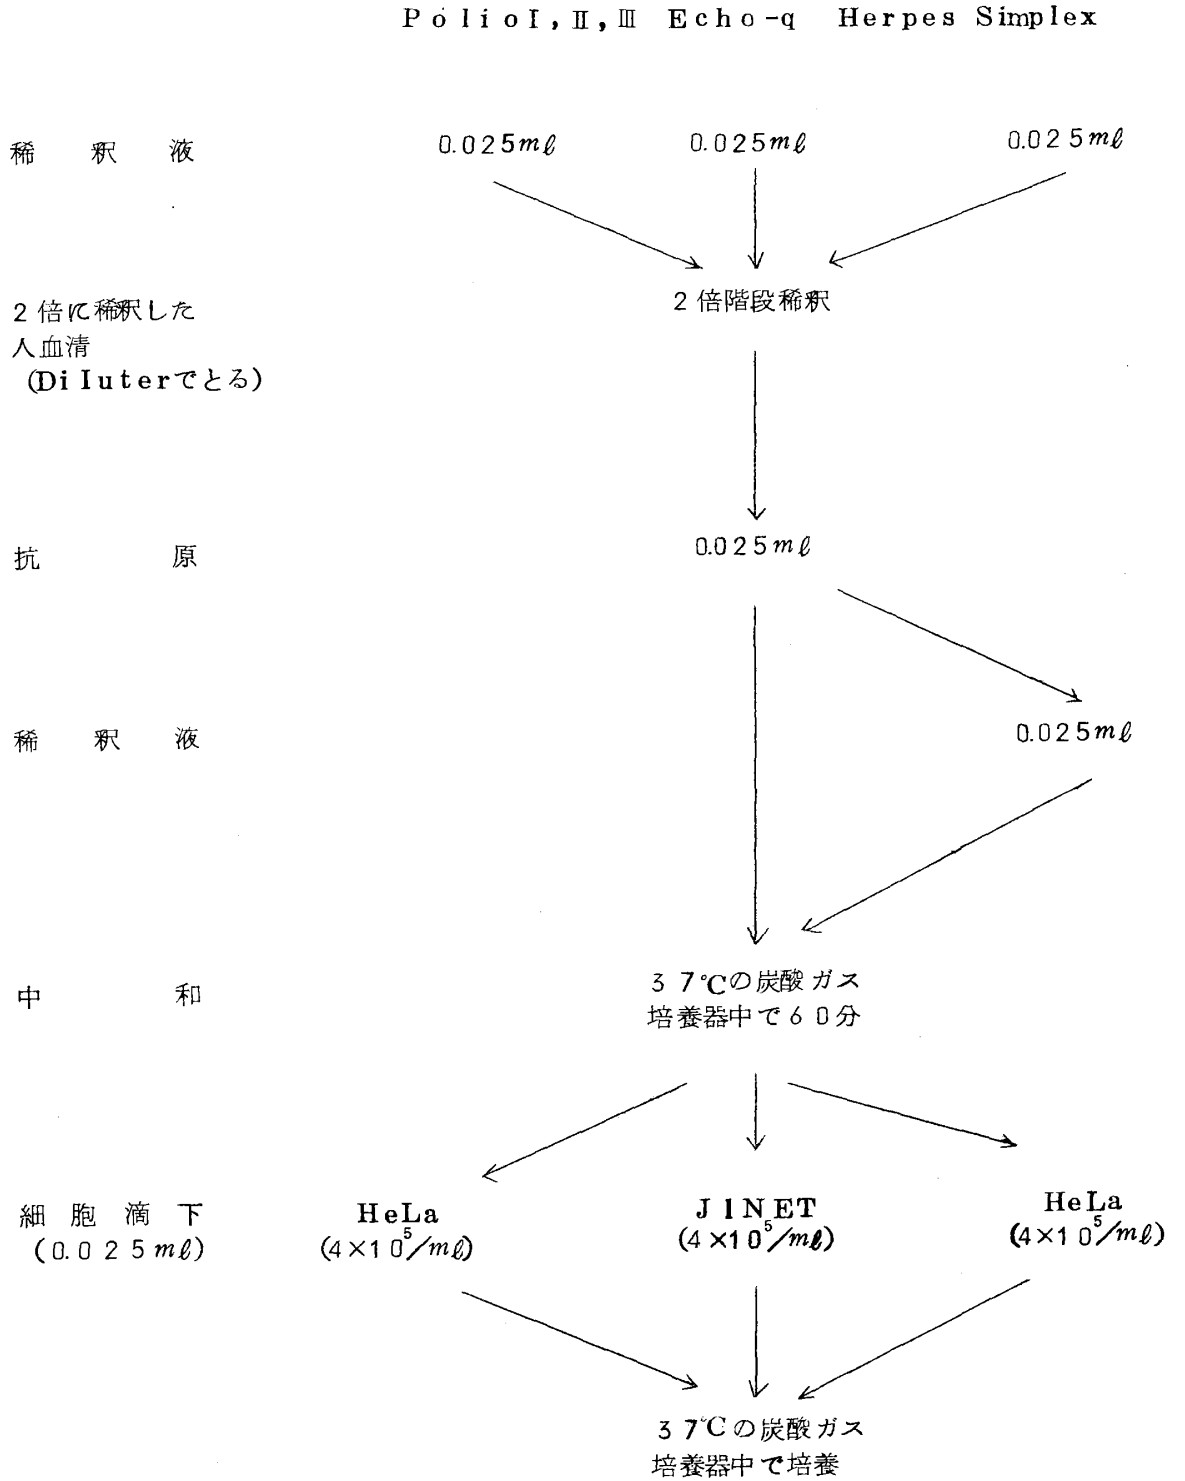 PolioI,Ⅱ,Ⅲ Echo-q Herpes Simplex
稀釈液 0.025mℓ 0.025mℓ 0.025mℓ
2倍階段稀釈
2倍に稀釈した
人血清
(Diluterでとる)
抗原 0.025mℓ
稀釈液 0.025mℓ
中和
37℃の炭酸ガス
培養器中で60分
細胞滴下
(0.025mℓ)
HeLa
(4×10⁵/mℓ)
J1NET
(4×10⁵/mℓ)
HeLa
(4×10⁵/mℓ)
37℃の炭酸ガス
培養器中で培養